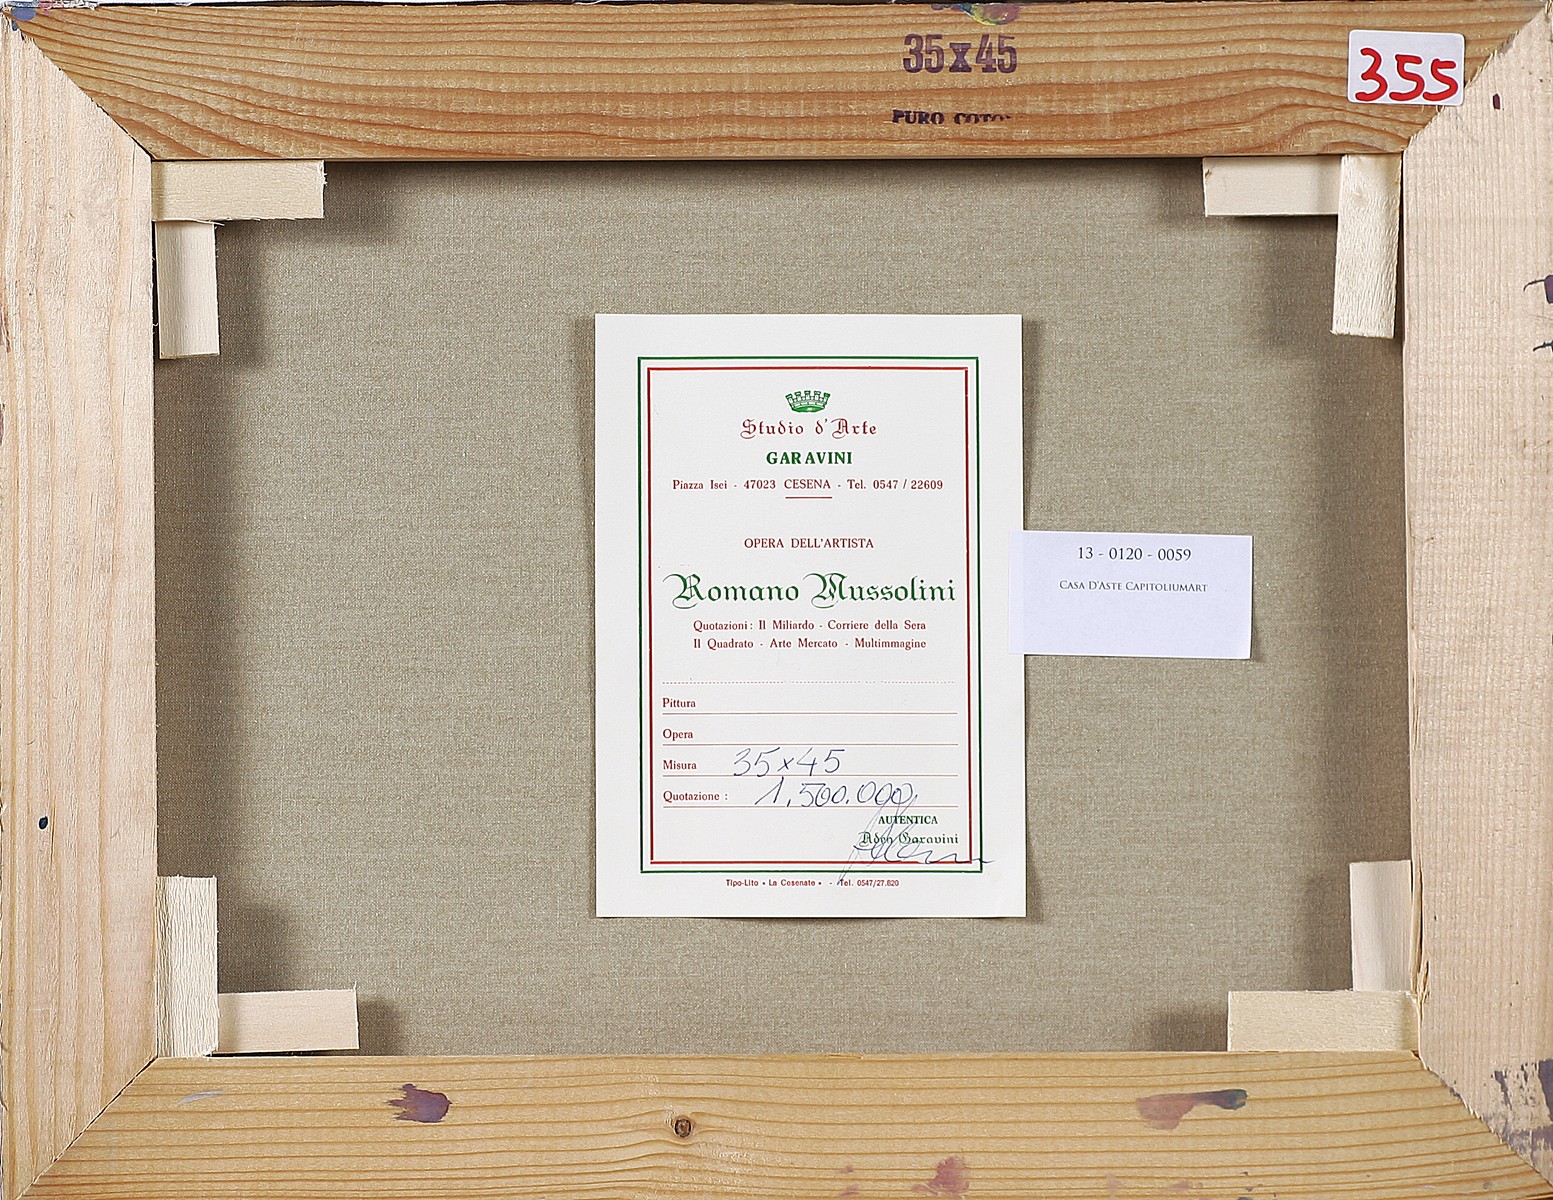 35x45
PURO COTO
355
Studio d'Arte
GARAVINI
Piazza Isei - 47023 CESENA - Tel. 0547 / 22609
OPERA DELL'ARTISTA
Romano Mussolini
Quotazioni: Il Miliardo - Corriere della Sera
Il Quadrato - Arte Mercato - Multimmagine
Pittura
Opera
Misura 35x45
Quotazione : 1.500.000
AUTENTICA
Adea Garavini
Tipo-Lito • La Cesenate • - Tel. 0547/27.820
13 - 0120 - 0059
CASA D'ASTE CAPITOLIUMART